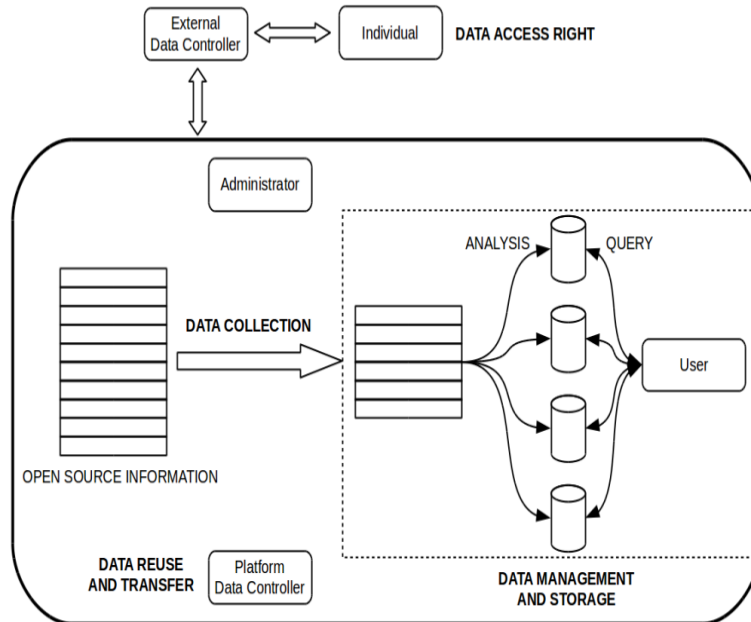 External
Data Controller
Individual
DATA ACCESS RIGHT
Administrator
ANALYSIS
QUERY
DATA COLLECTION
User
OPEN SOURCE INFORMATION
DATA REUSE
AND TRANSFER
Platform
Data Controller
DATA MANAGEMENT
AND STORAGE